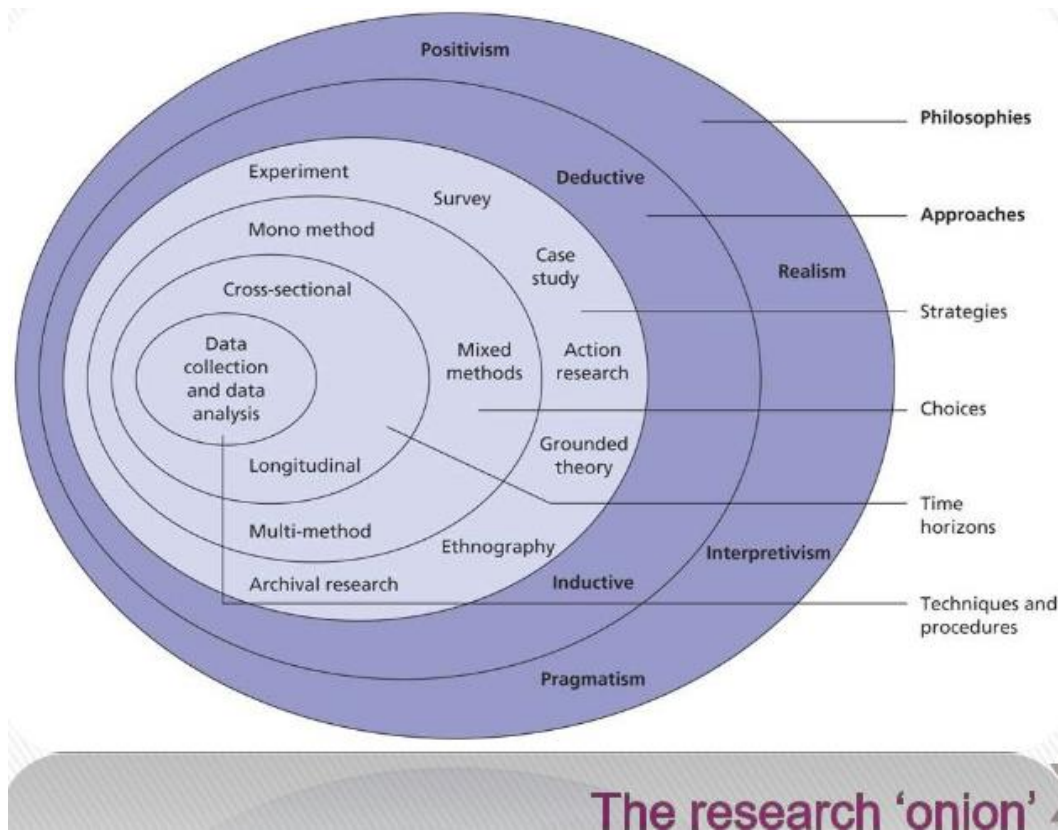 Positivism
Philosophies
Experiment
Deductive
Survey
Approaches
Mono method
Case
study
Realism
Cross-sectional
Strategies
Data
collection
and data
analysis
Mixed
methods
Action
research
Choices
Grounded
theory
Longitudinal
Time
horizons
Multi-method
Ethnography
Interpretivism
Archival research
Inductive
Techniques and
procedures
Pragmatism
The research ‘onion’